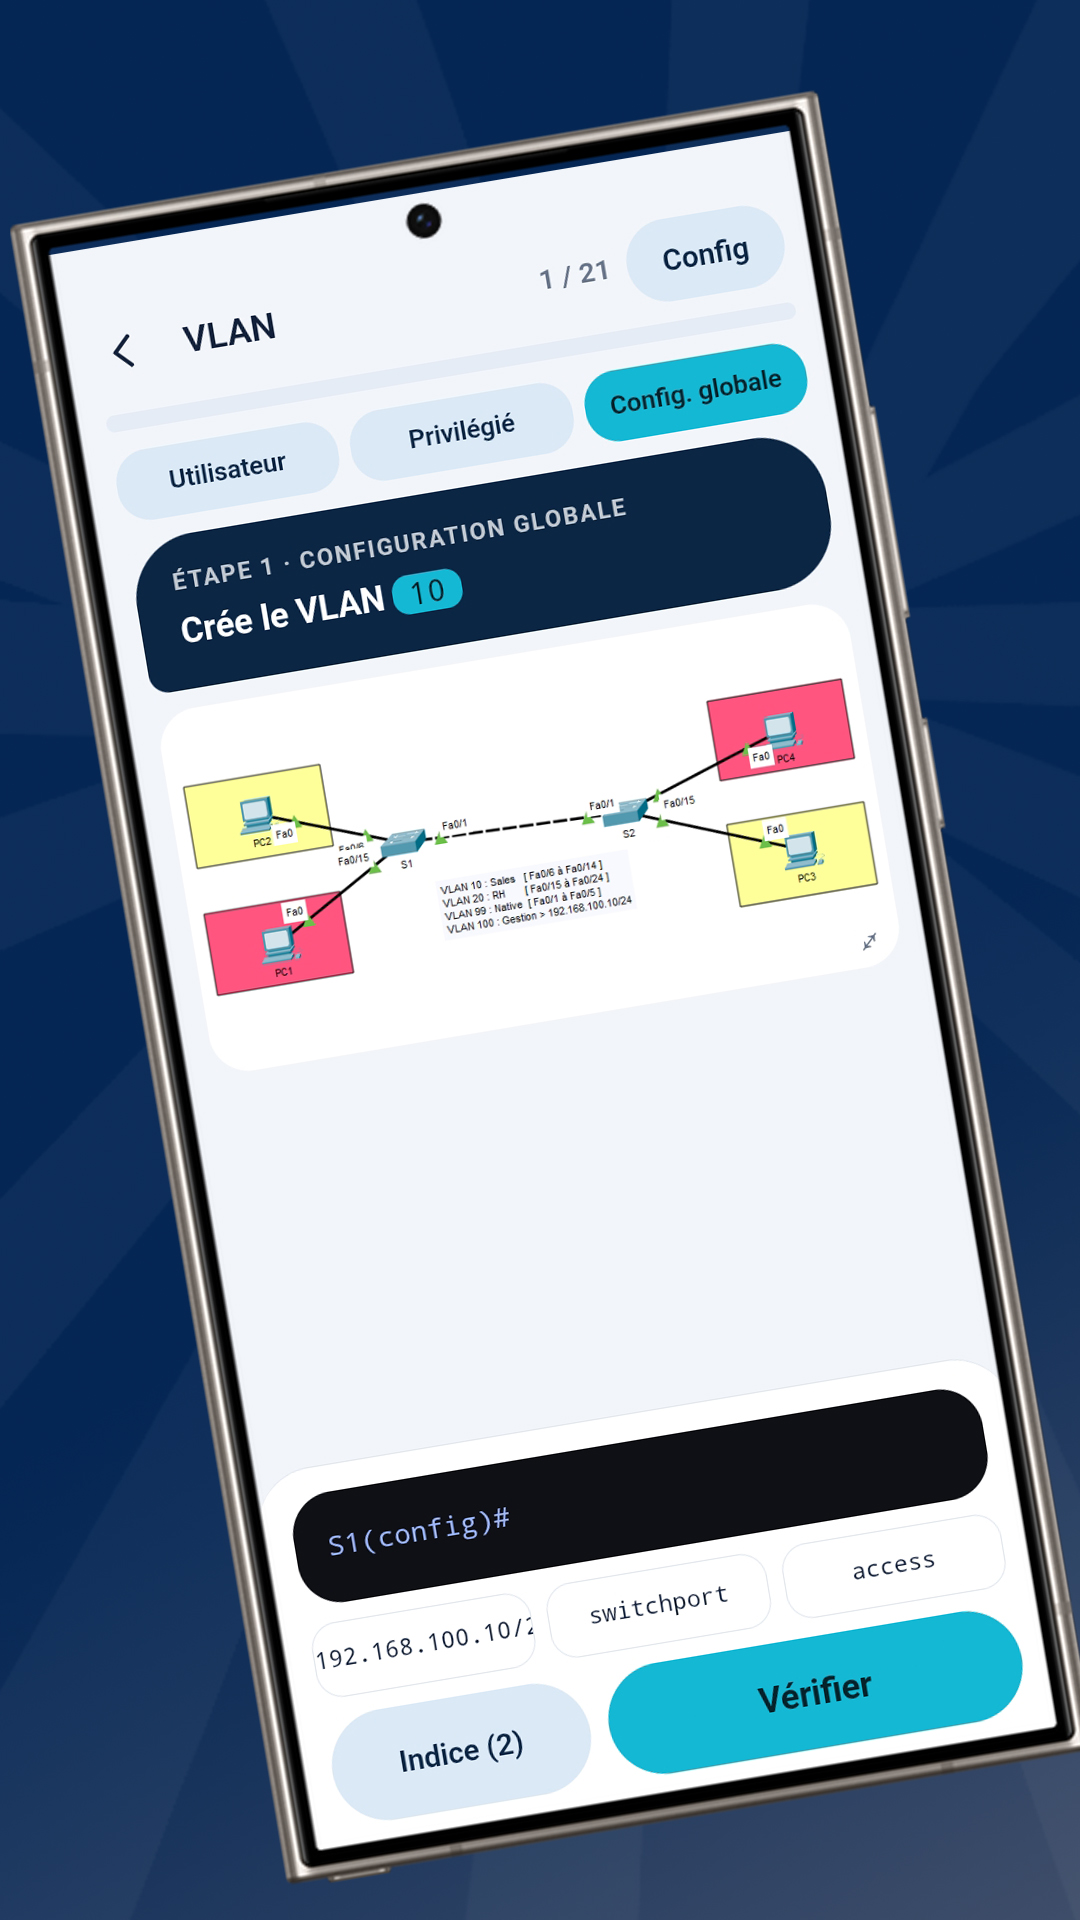 VLAN
1 / 21
Config
Utilisateur
Privilégié
Config. globale
ÉTAPE 1 · CONFIGURATION GLOBALE
Crée le VLAN 10
PC4
Fa0
PC2
Fa0
Fa0/15
S1
Fa0/1
Fa0/1
Fa0/15
S2
Fa0
PC3
Fa0
PC1
VLAN 10 : Sales [ Fa0/6 à Fa0/14 ]
VLAN 20 : RH [ Fa0/15 à Fa0/24 ]
VLAN 99 : Native [ Fa0/1 à Fa0/5 ]
VLAN 100 : Gestion > 192.168.100.10/24
S1(config)#
192.168.100.10/2
switchport
access
Indice (2)
Vérifier